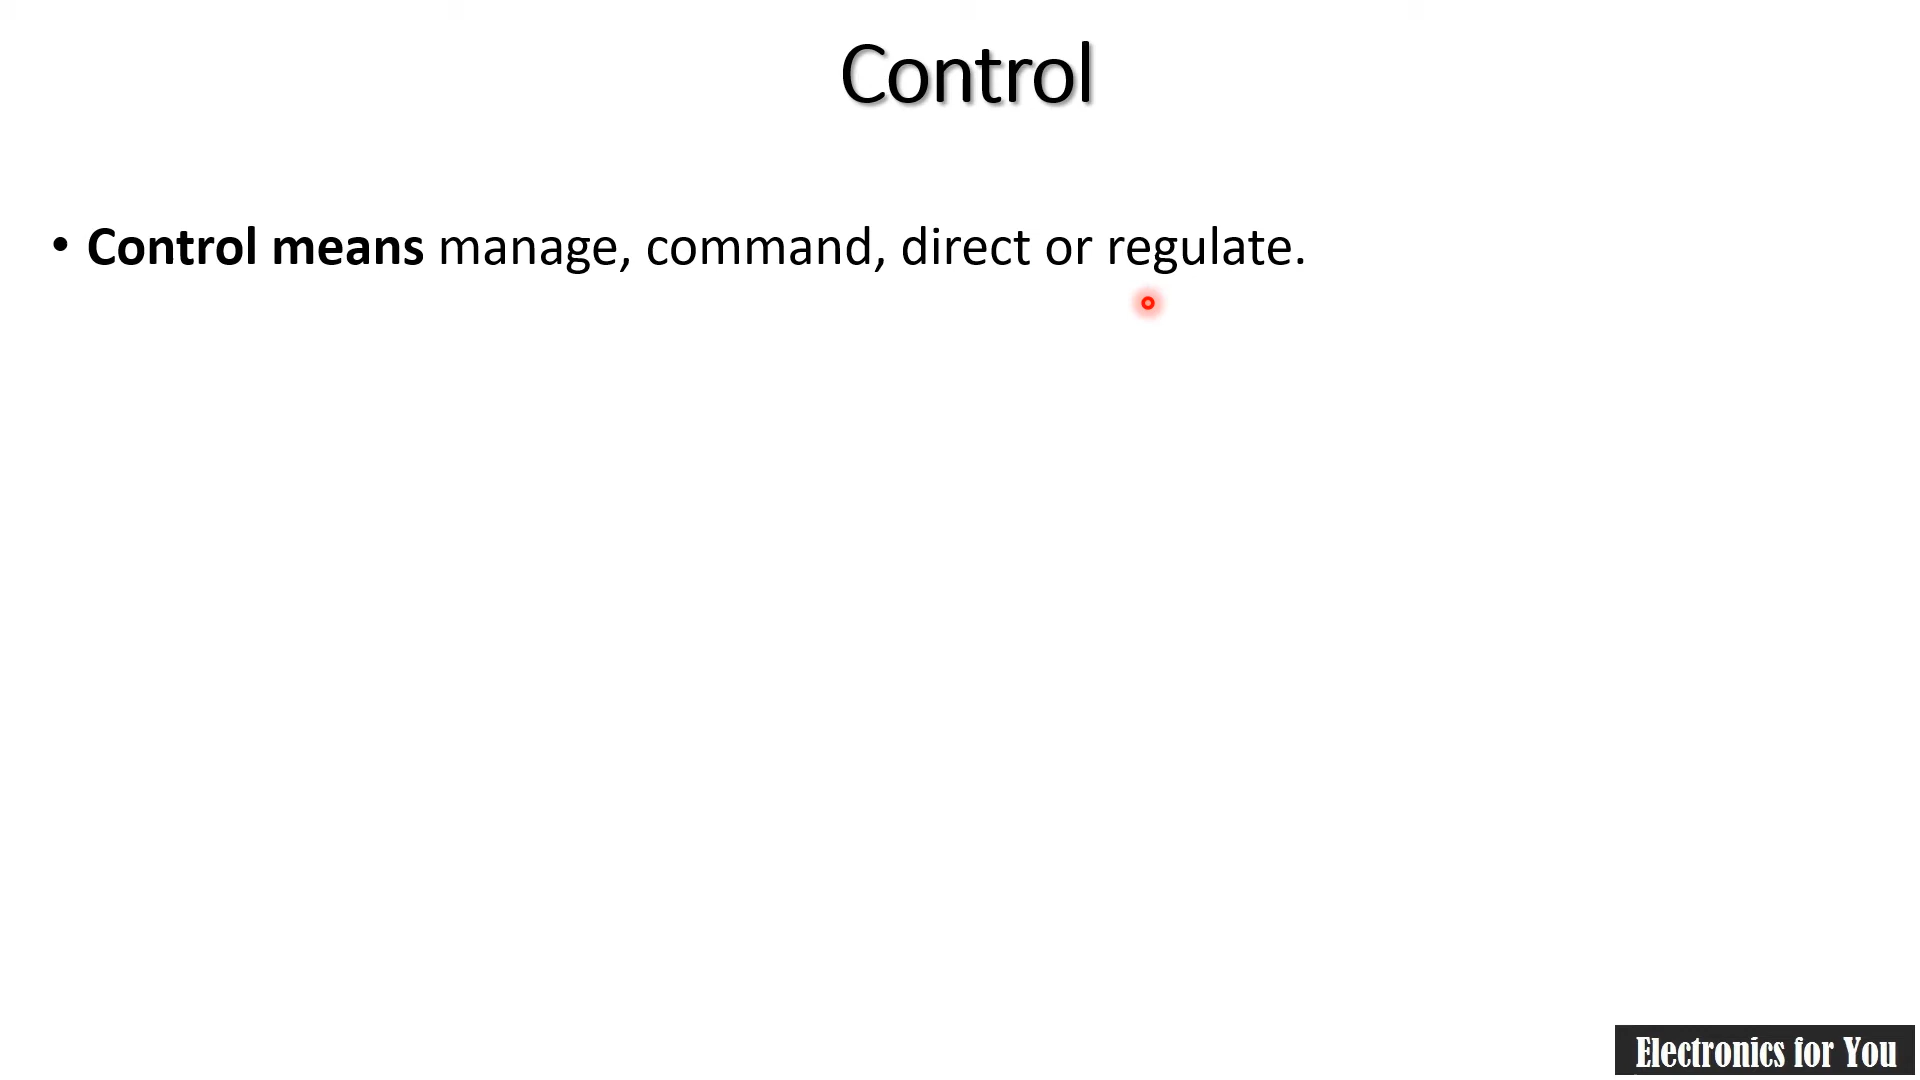 Control
• Control means manage, command, direct or regulate.
Electronics for You